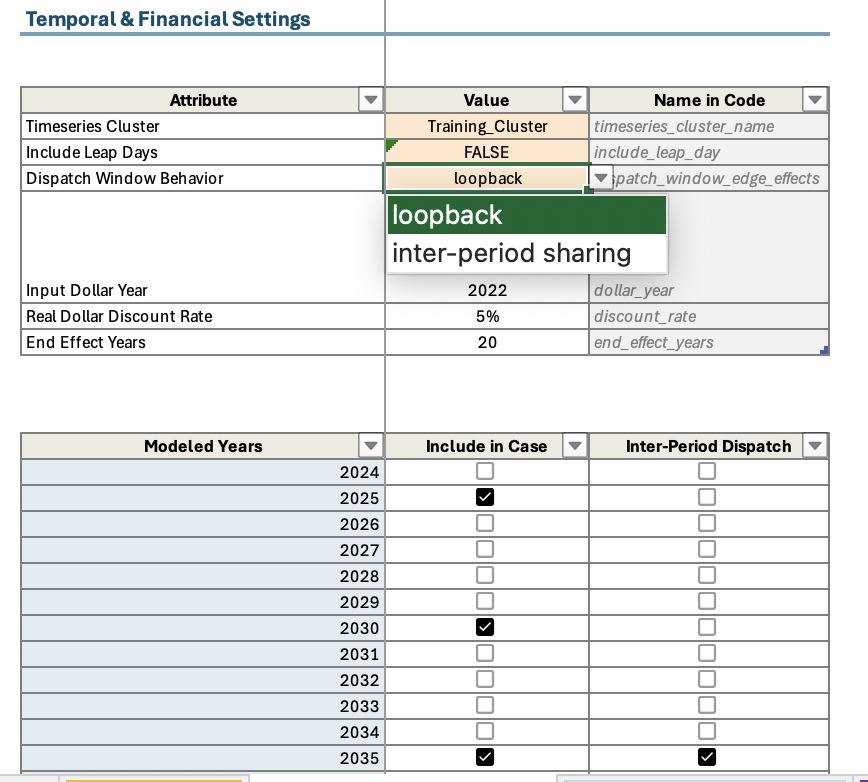 Temporal & Financial Settings
Attribute Value Name in Code
Timeseries Cluster Training_Cluster timeseries_cluster_name
Include Leap Days FALSE include_leap_day
Dispatch Window Behavior loopback spatch_window_edge_effects
loopback
inter-period sharing
Input Dollar Year 2022 dollar_year
Real Dollar Discount Rate 5% discount_rate
End Effect Years 20 end_effect_years
Modeled Years Include in Case Inter-Period Dispatch
2024
2025
2026
2027
2028
2029
2030
2031
2032
2033
2034
2035